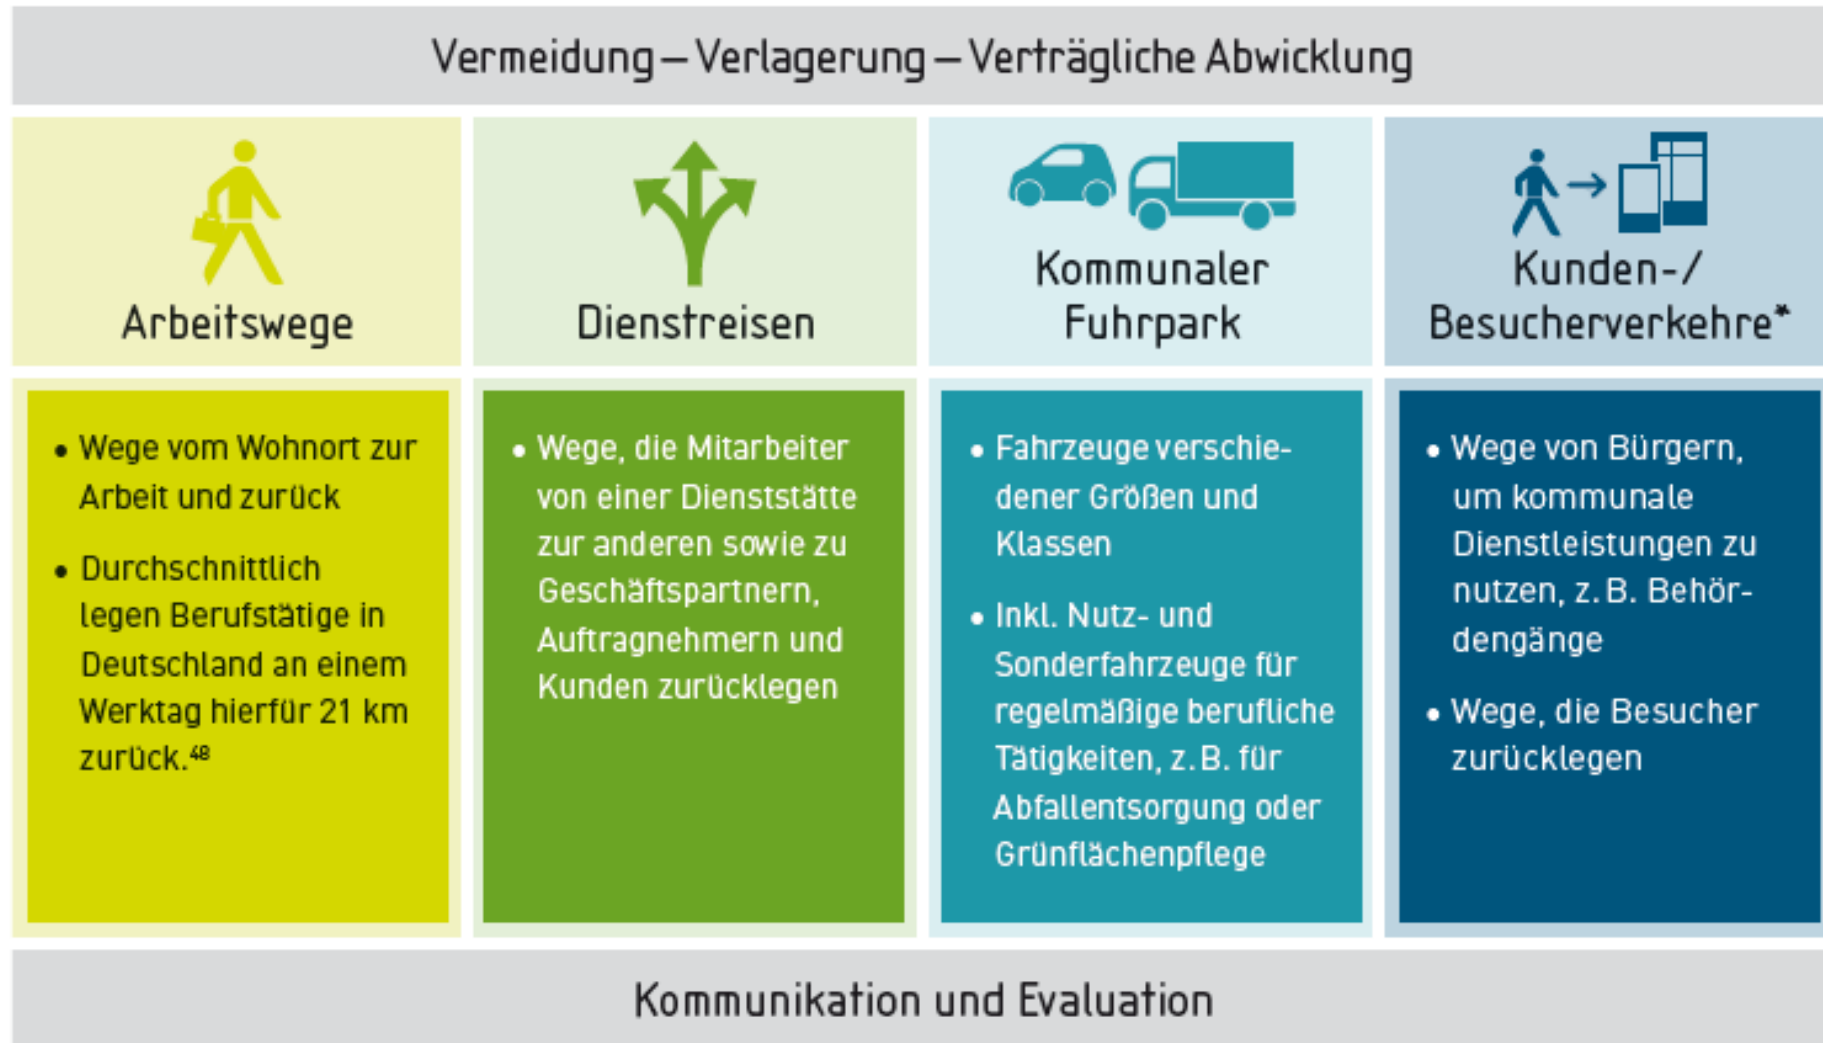 Vermeidung – Verlagerung – Verträgliche Abwicklung
Arbeitswege
Dienstreisen
Kommunaler
Fuhrpark
Kunden-/
Besucherverkehre*
• Wege vom Wohnort zur
Arbeit und zurück
• Durchschnittlich
legen Berufstätige in
Deutschland an einem
Werktag hierfür 21 km
zurück.⁴⁸
• Wege, die Mitarbeiter
von einer Dienststätte
zur anderen sowie zu
Geschäftspartnern,
Auftragnehmern und
Kunden zurücklegen
• Fahrzeuge verschie-
dener Größen und
Klassen
• Inkl. Nutz- und
Sonderfahrzeuge für
regelmäßige berufliche
Tätigkeiten, z. B. für
Abfallentsorgung oder
Grünflächenpflege
• Wege von Bürgern,
um kommunale
Dienstleistungen zu
nutzen, z. B. Behör-
dengänge
• Wege, die Besucher
zurücklegen
Kommunikation und Evaluation